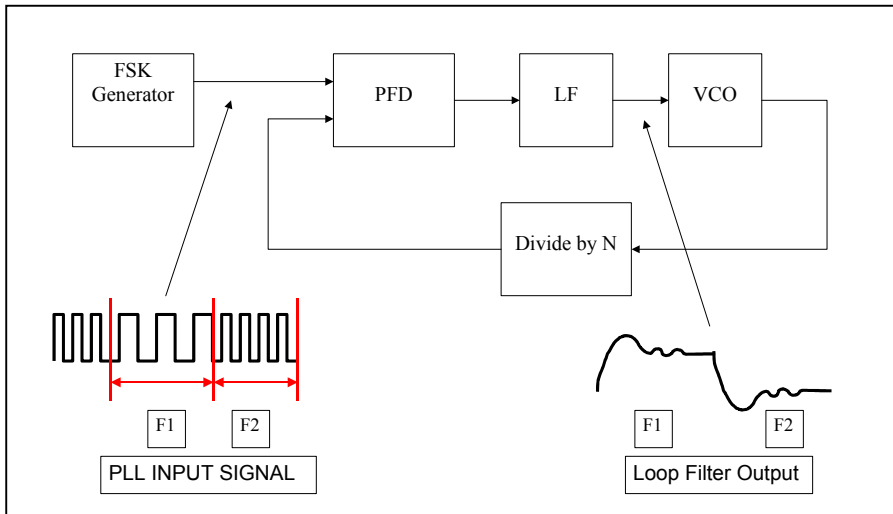 FSK
Generator
PFD
LF
VCO
Divide by N
F1
F2
PLL INPUT SIGNAL
F1
F2
Loop Filter Output